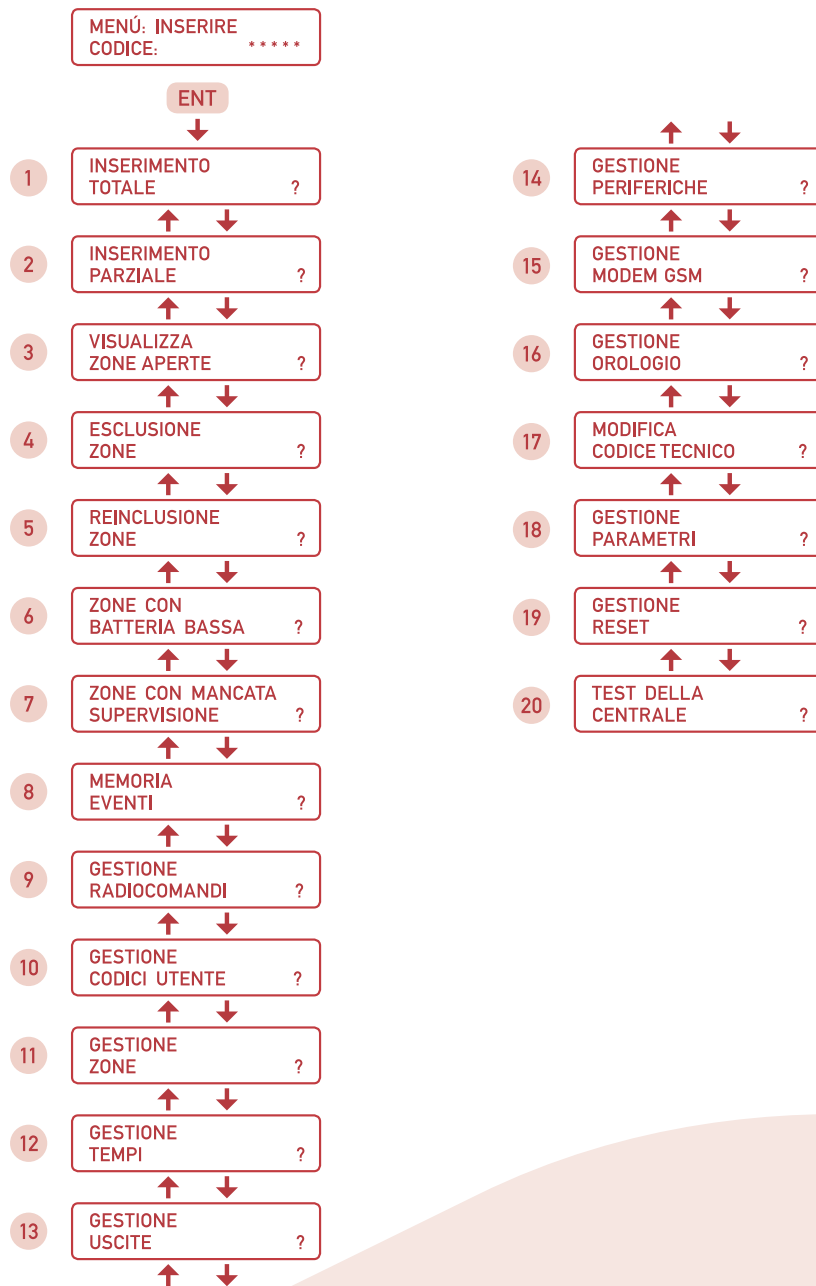 MENÚ: INSERIRE
CODICE: *****
ENT
1
INSERIMENTO
TOTALE ?
2
INSERIMENTO
PARZIALE ?
3
VISUALIZZA
ZONE APERTE ?
4
ESCLUSIONE
ZONE ?
5
REINCLUSIONE
ZONE ?
6
ZONE CON
BATTERIA BASSA ?
7
ZONE CON MANCATA
SUPERVISIONE ?
8
MEMORIA
EVENTI ?
9
GESTIONE
RADIOCOMANDI ?
10
GESTIONE
CODICI UTENTE ?
11
GESTIONE
ZONE ?
12
GESTIONE
TEMPI ?
13
GESTIONE
USCITE ?
14
GESTIONE
PERIFERICHE ?
15
GESTIONE
MODEM GSM ?
16
GESTIONE
OROLOGIO ?
17
MODIFICA
CODICE TECNICO ?
18
GESTIONE
PARAMETRI ?
19
GESTIONE
RESET ?
20
TEST DELLA
CENTRALE ?